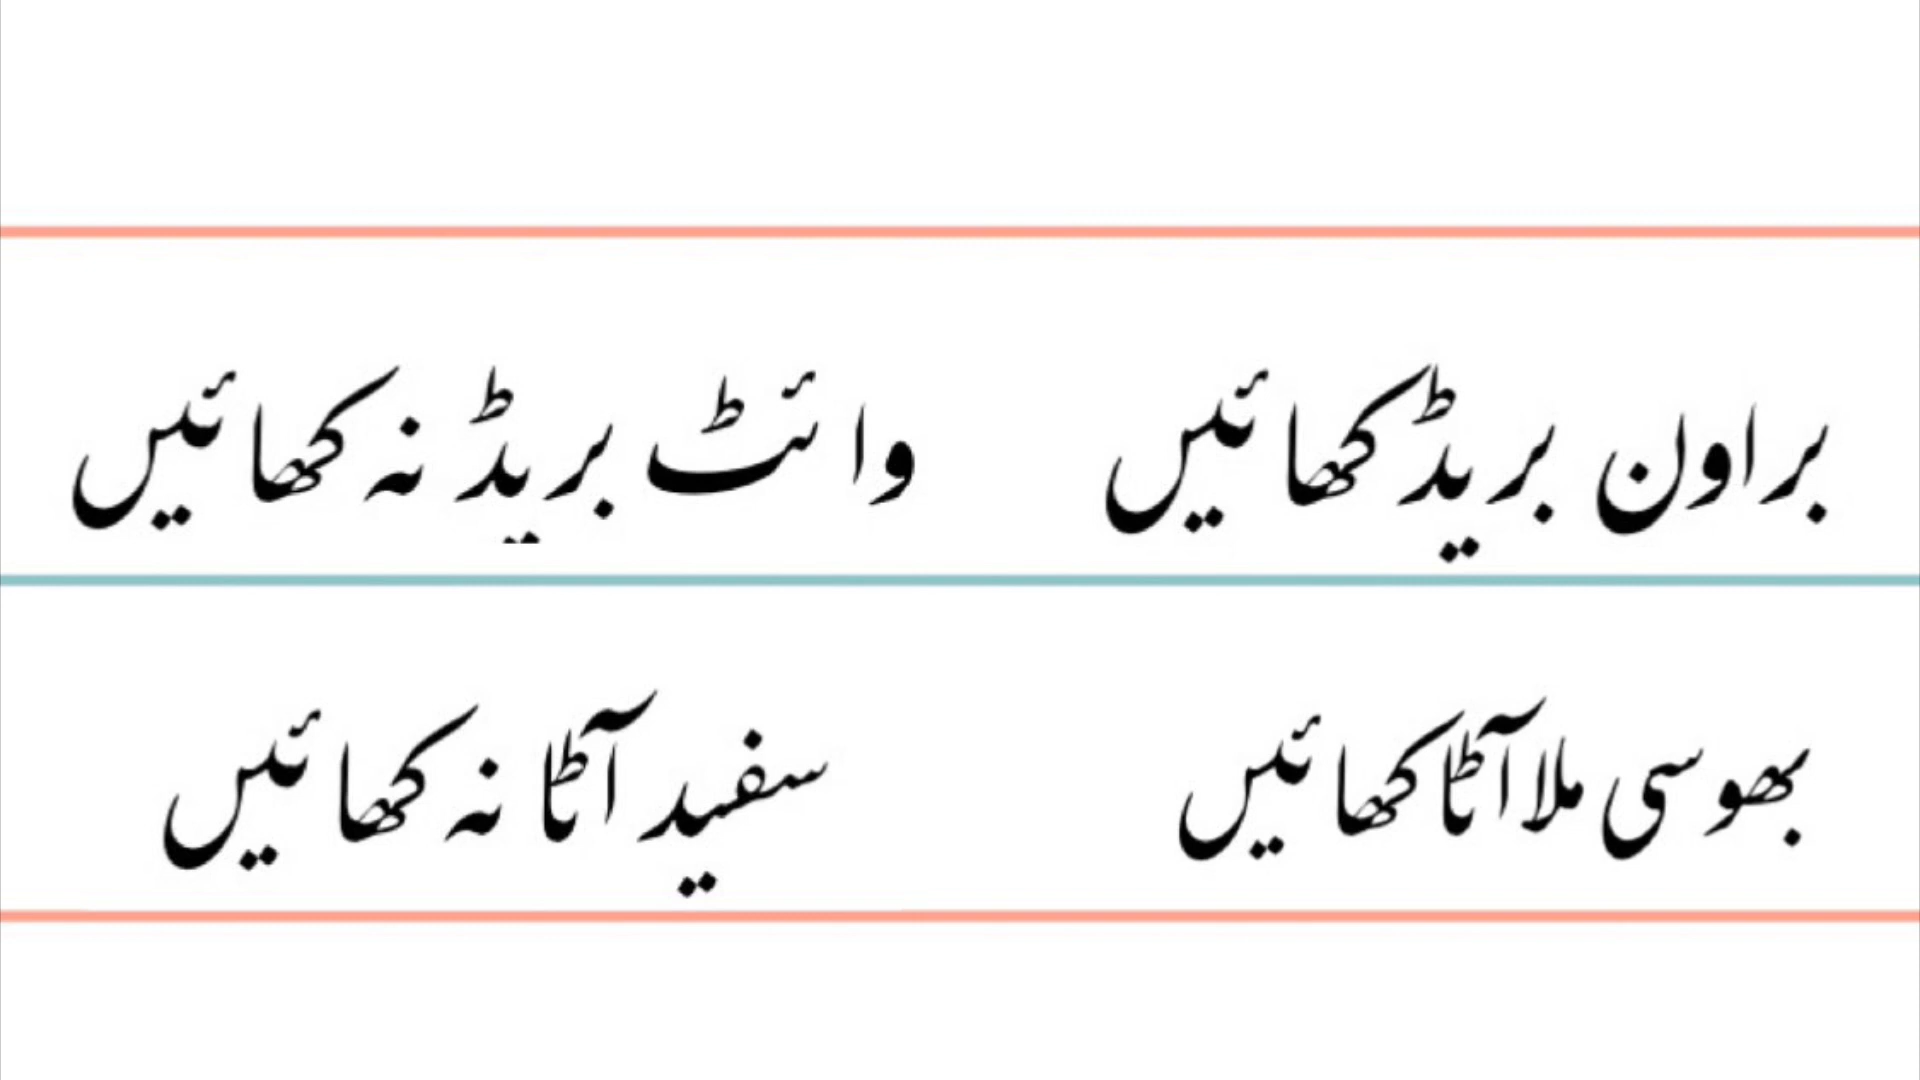 براون بریڈ کھائیں وائٹ بریڈ نہ کھائیں
بھوسی ملا آٹا کھائیں سفید آٹا نہ کھائیں